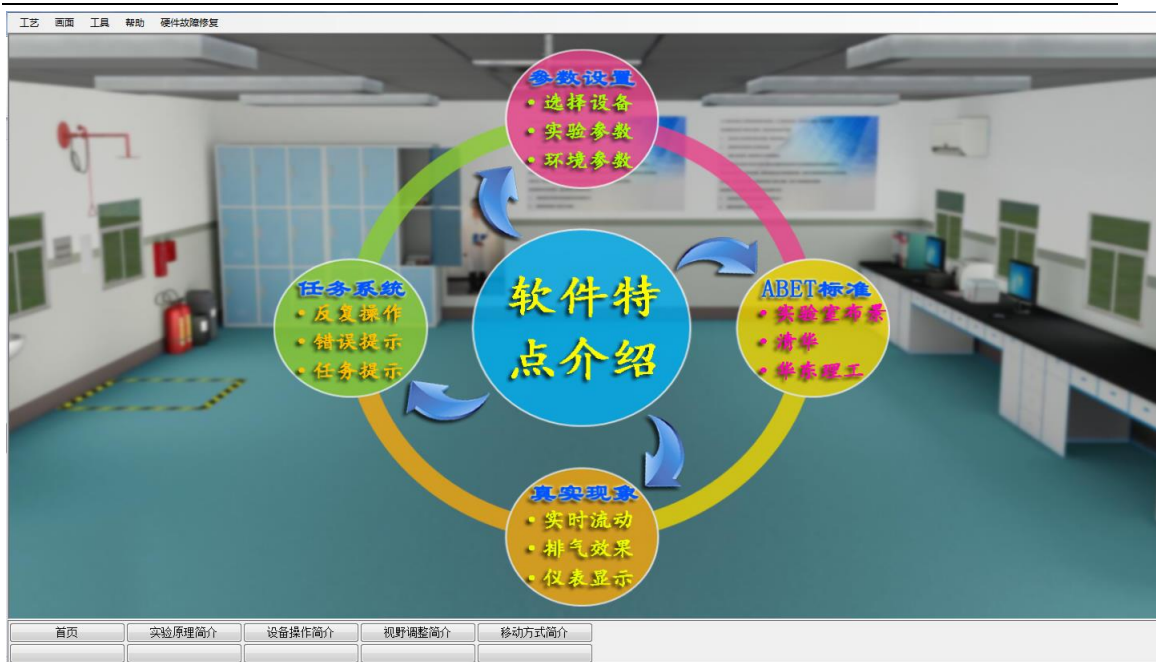 工艺 画面 工具 帮助 硬件故障修复
参数设置
·选择设备
·实验参数
·环境参数
任务系统
·反复操作
·错误提示
·任务提示
软件特
点介绍
ABET标准
·实验室布景
·清华
·华东理工
真实现象
·实时流动
·排气效果
·仪表显示
首页 实验原理简介 设备操作简介 视野调整简介 移动方式简介